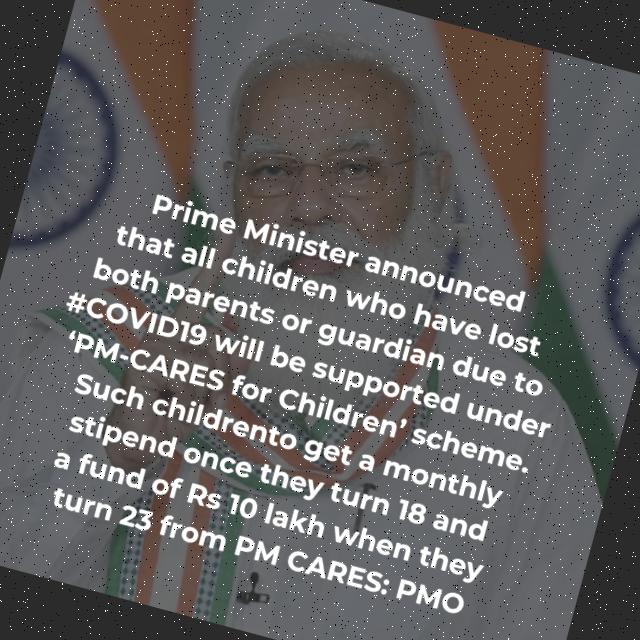 Prime Minister announced
that all children who have lost
both parents or guardian due to
#COVID19 will be supported under
‘PM-CARES for Children’ scheme.
Such childrento get a monthly
stipend once they turn 18 and
a fund of Rs 10 lakh when they
turn 23 from PM CARES: PMO